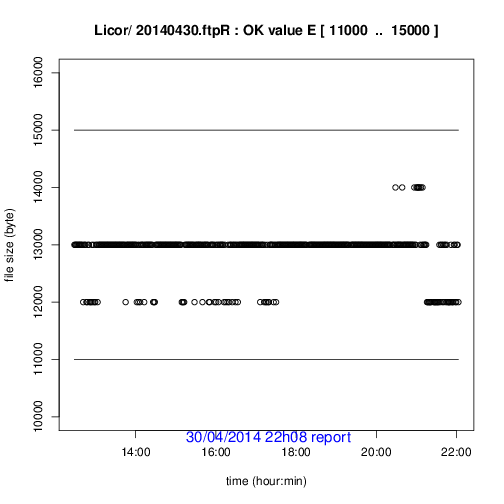 Licor/ 20140430.ftpR : OK value E [ 11000 .. 15000 ]
file size (byte)
16000
15000
14000
13000
12000
11000
10000
30/04/2014 22h08 report
14:00 16:00 18:00 20:00 22:00
time (hour:min)